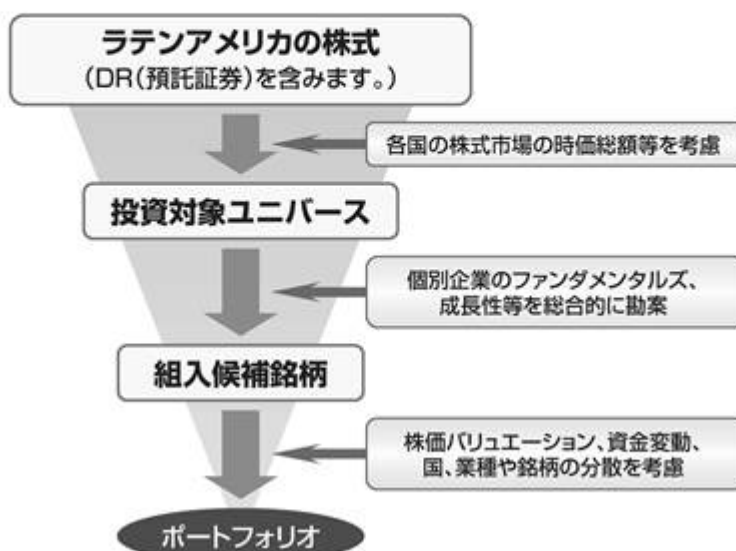 ラテンアメリカの株式
(DR(預託証券)を含みます。)
各国の株式市場の時価総額等を考慮
投資対象ユニバース
個別企業のファンダメンタルズ、
成長性等を総合的に勘案
組入候補銘柄
株価バリュエーション、資金変動、
国、業種や銘柄の分散を考慮
ポートフォリオ